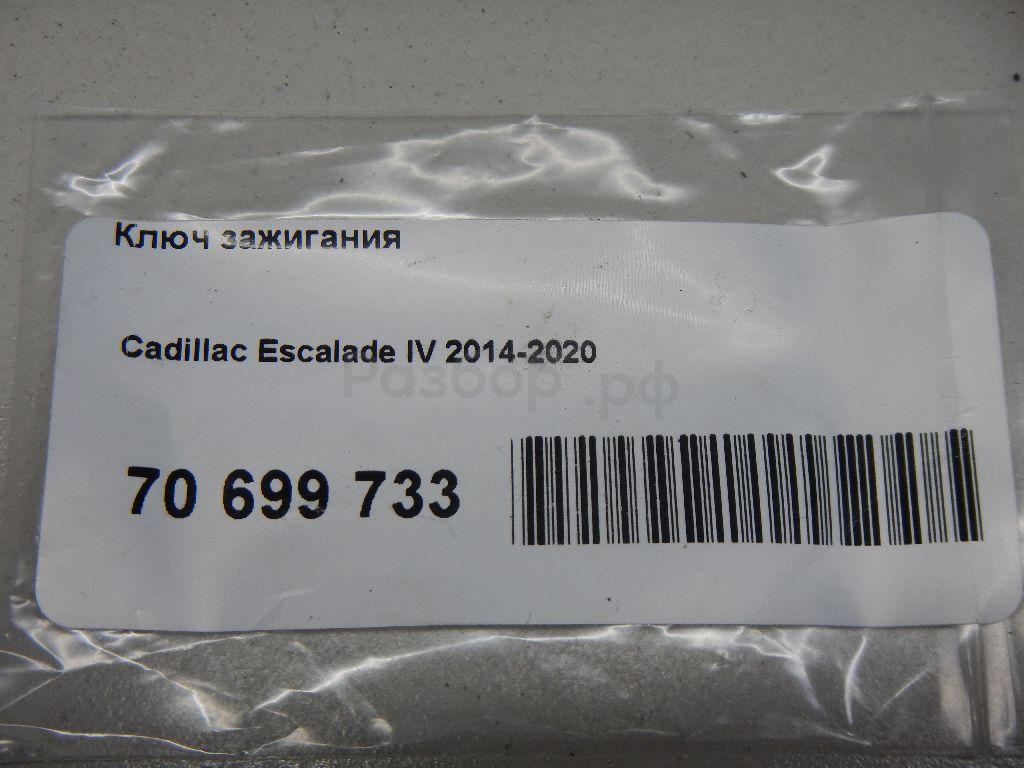 Ключ зажигания
Cadillac Escalade IV 2014-2020
Разбор.рф
70 699 733